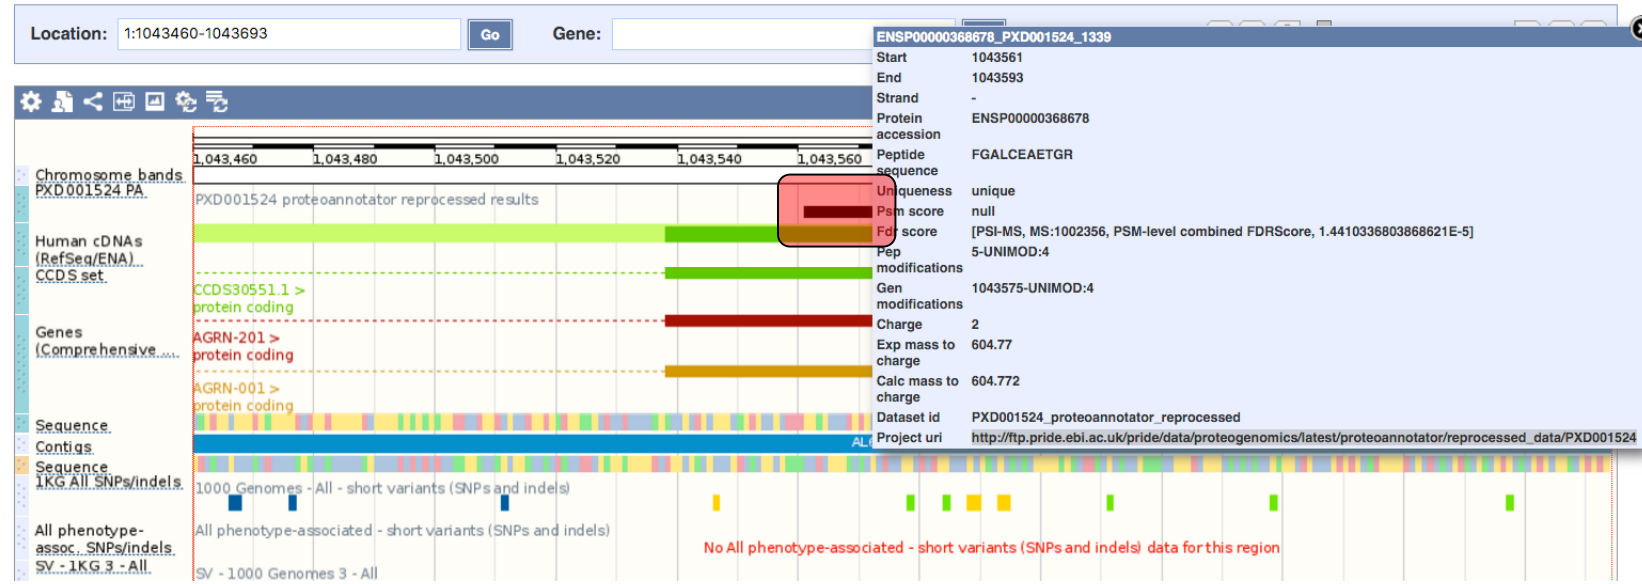 Location: 1:1043460-1043693 Go Gene:
ENSP00000368678_PXD001524_1339
Start 1043561
End 1043593
Strand -
Protein accession ENSP00000368678
Peptide sequence FGALCEAETGR
Uniqueness unique
Psm score null
Fdr score [PSI-MS, MS:1002356, PSM-level combined FDRScore, 1.4410336803868621E-5]
Pep modifications 5-UNIMOD:4
Gen modifications 1043575-UNIMOD:4
Charge 2
Exp mass to charge 604.77
Calc mass to charge 604.772
Dataset id PXD001524_proteoannotator_reprocessed
Project uri http://ftp.pride.ebi.ac.uk/pride/data/proteogenomics/latest/proteoannotator/reprocessed_data/PXD001524
1,043,460 1,043,480 1,043,500 1,043,520 1,043,540 1,043,560
Chromosome bands
PXD001524 PA
PXD001524 proteoannotator reprocessed results
Human cDNAs
(RefSeq/ENA)
CCDS set
CCDS30551.1 >
protein coding
Genes
(Comprehensive ...
AGRN-201 >
protein coding
AGRN-001 >
protein coding
Sequence
Contigs
Sequence
1KG All SNPs/indels
1000 Genomes - All - short variants (SNPs and indels)
All phenotype-
assoc. SNPs/indels
All phenotype-associated - short variants (SNPs and indels)
No All phenotype-associated - short variants (SNPs and indels) data for this region
SV - 1KG 3 - All
SV - 1000 Genomes 3 - All